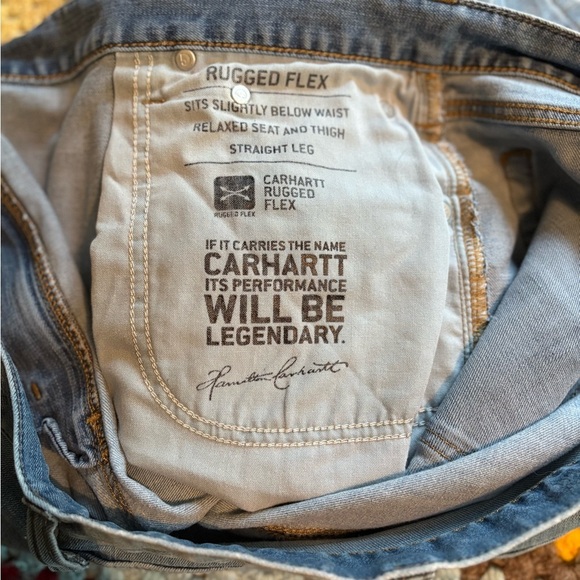 RUGGED FLEX
SITS SLIGHTLY BELOW WAIST
RELAXED SEAT AND THIGH
STRAIGHT LEG
CARHARTT
RUGGED
FLEX
RUGGED FLEX
IF IT CARRIES THE NAME
CARHARTT
ITS PERFORMANCE
WILL BE
LEGENDARY.
Hamilton Carhartt